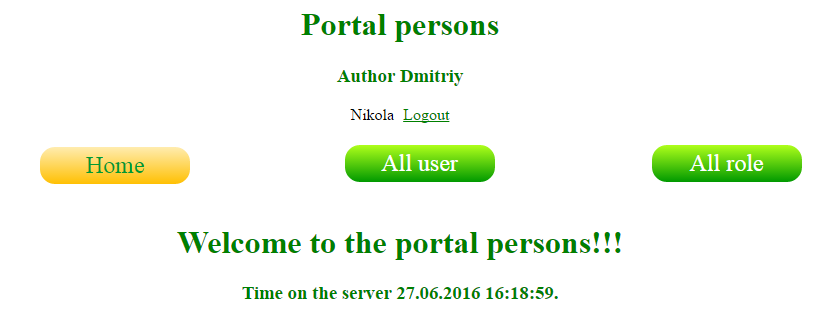 Portal persons
Author Dmitriy
Nikola Logout
Home All user All role
Welcome to the portal persons!!!
Time on the server 27.06.2016 16:18:59.